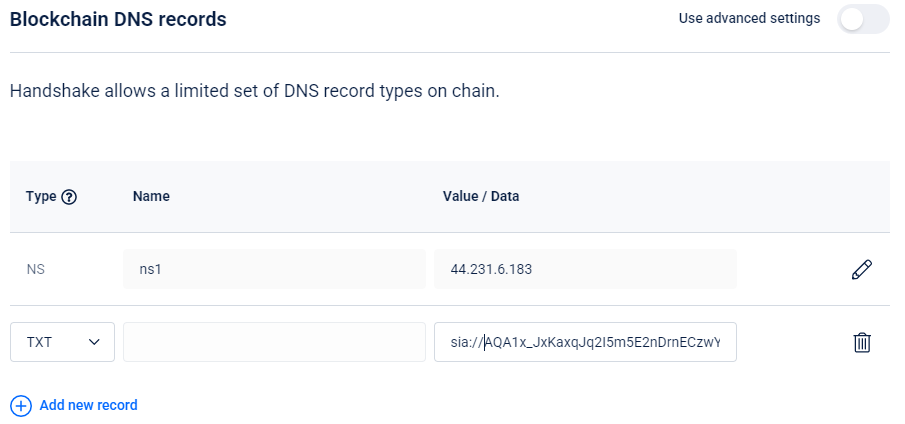 Blockchain DNS records
Use advanced settings
Handshake allows a limited set of DNS record types on chain.
Type ? Name Value / Data
NS ns1 44.231.6.183
TXT sia://AQA1x_JxKaxqJq2I5m5E2nDrnECzwY
Add new record